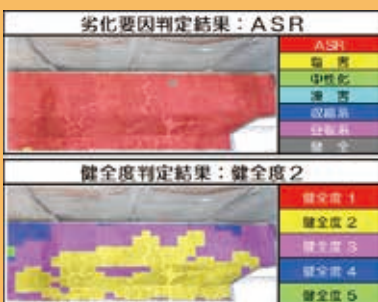 劣化要因判定結果：ASR
ASR
塩 害
中性化
凍 害
収縮系
荷重系
健 全
健全度判定結果：健全度2
健全度 1
健全度 2
健全度 3
健全度 4
健全度 5